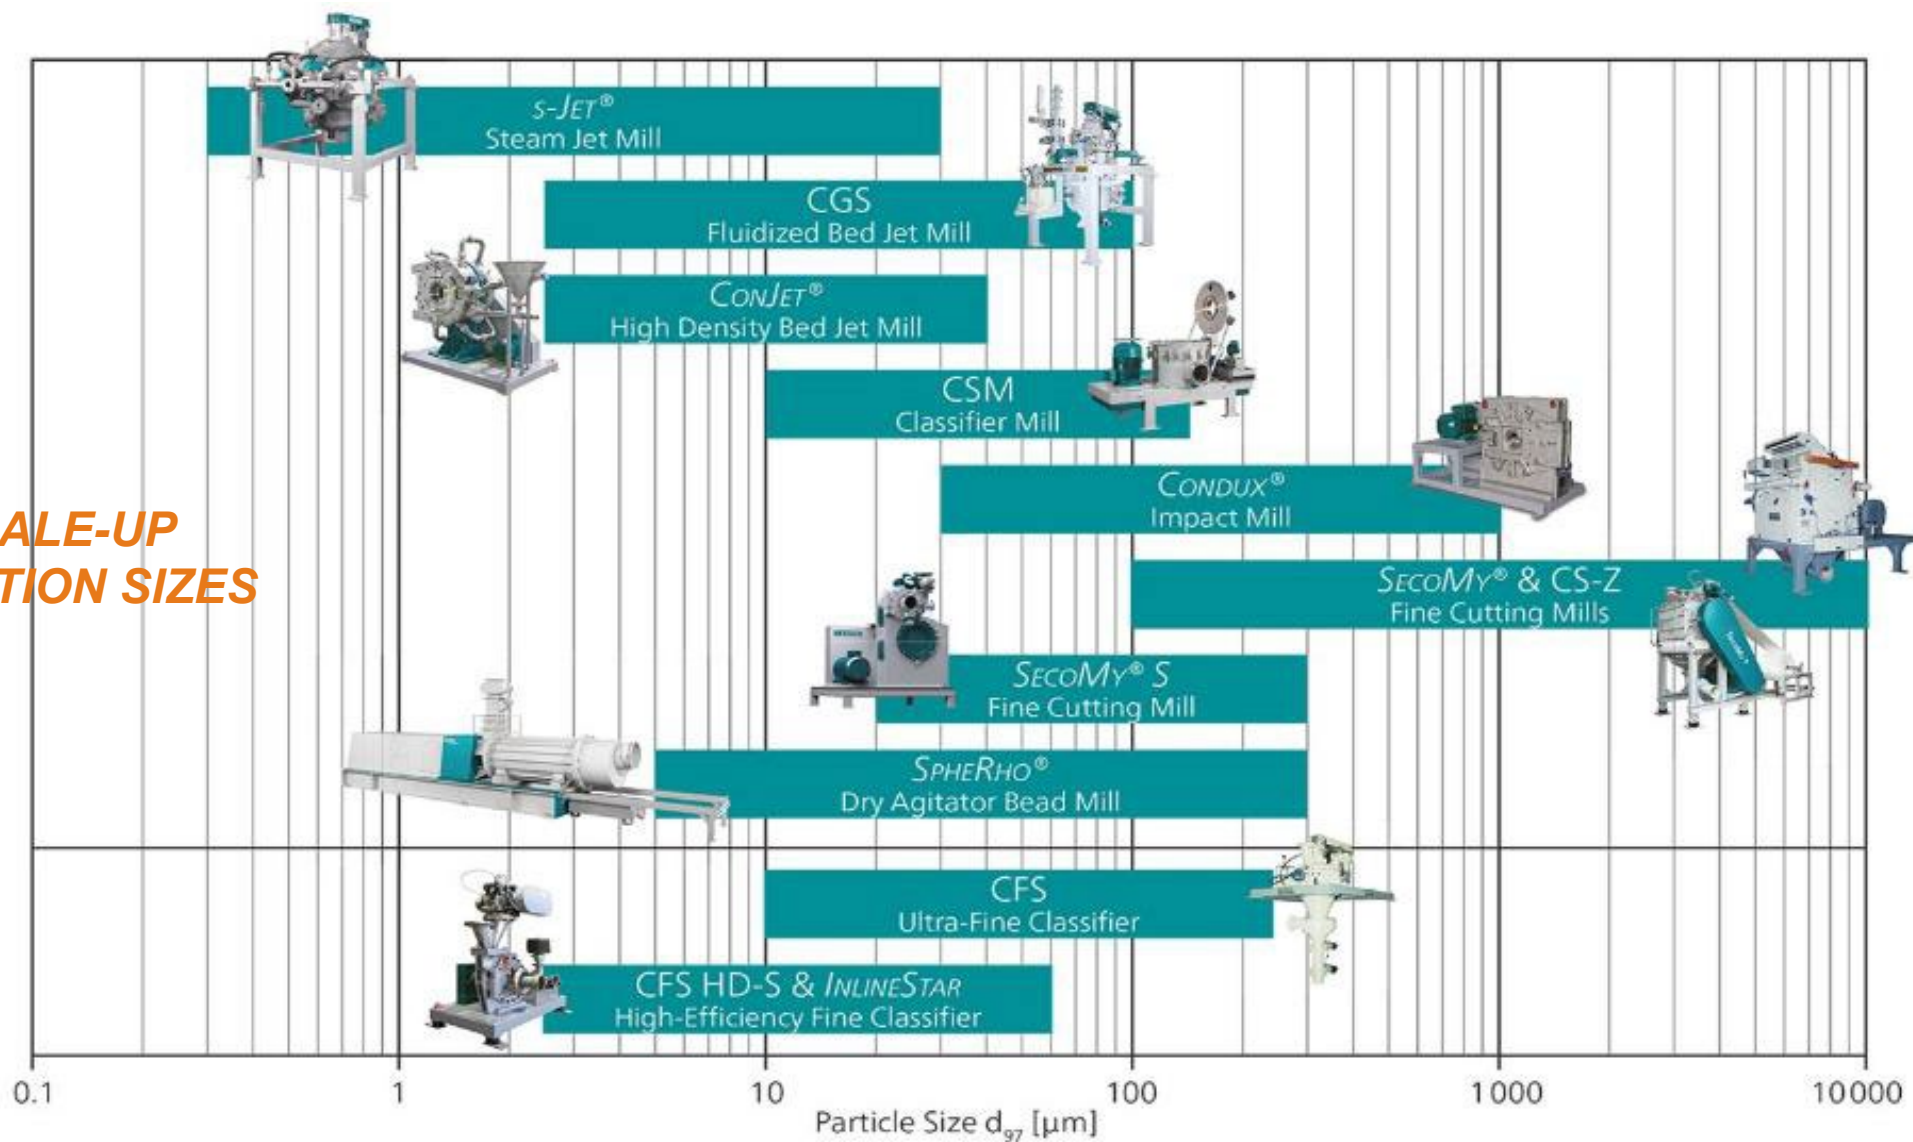 s-Jet®
Steam Jet Mill
CGS
Fluidized Bed Jet Mill
ConJet®
High Density Bed Jet Mill
CSM
Classifier Mill
Condux®
Impact Mill
ALE-UP
TION SIZES
SecoMy® & CS-Z
Fine Cutting Mills
SecoMy® S
Fine Cutting Mill
SpheRho®
Dry Agitator Bead Mill
CFS
Ultra-Fine Classifier
CFS HD-S & InlineStar
High-Efficiency Fine Classifier
0.1 1 10 100 1000 10000
Particle Size d97 [µm]